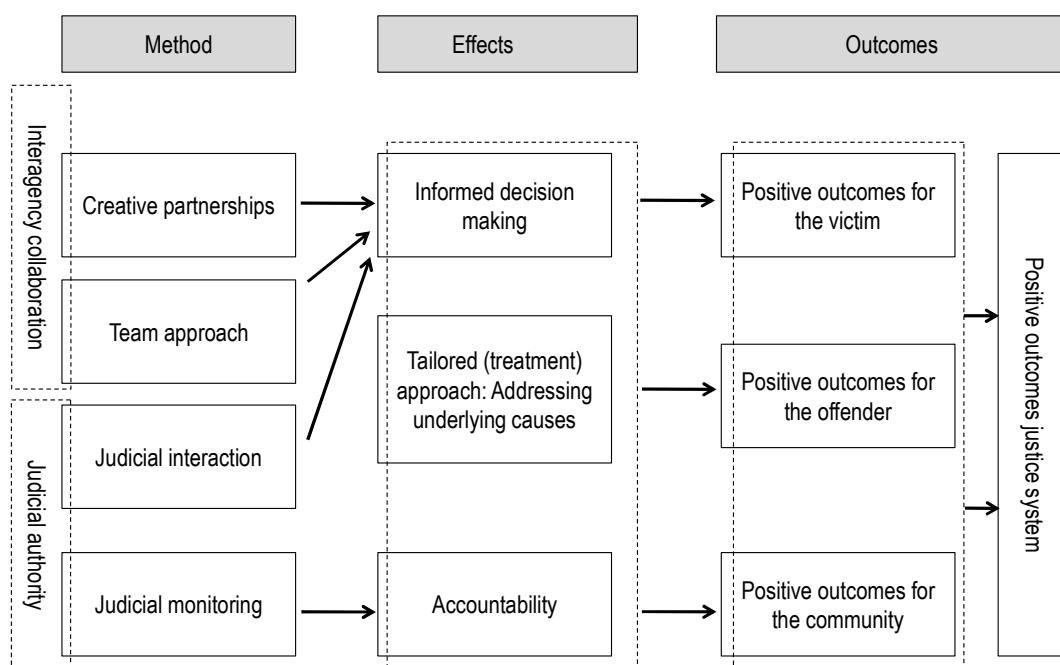 Method
Effects
Outcomes
Interagency collaboration
Judicial authority
Creative partnerships
Team approach
Judicial interaction
Judicial monitoring
Informed decision
making
Tailored (treatment)
approach: Addressing
underlying causes
Accountability
Positive outcomes for
the victim
Positive outcomes for
the offender
Positive outcomes for
the community
Positive outcomes justice system